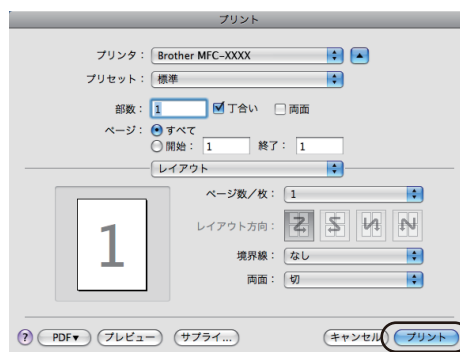 プリント
プリンタ： Brother MFC-XXXX
プリセット： 標準
部数： 1 丁合い 両面
ページ： すべて
開始： 1 終了： 1
レイアウト
ページ数／枚： 1
1
レイアウト方向：
境界線： なし
両面： 切
? PDF▼ プレビュー サプライ... キャンセル プリント